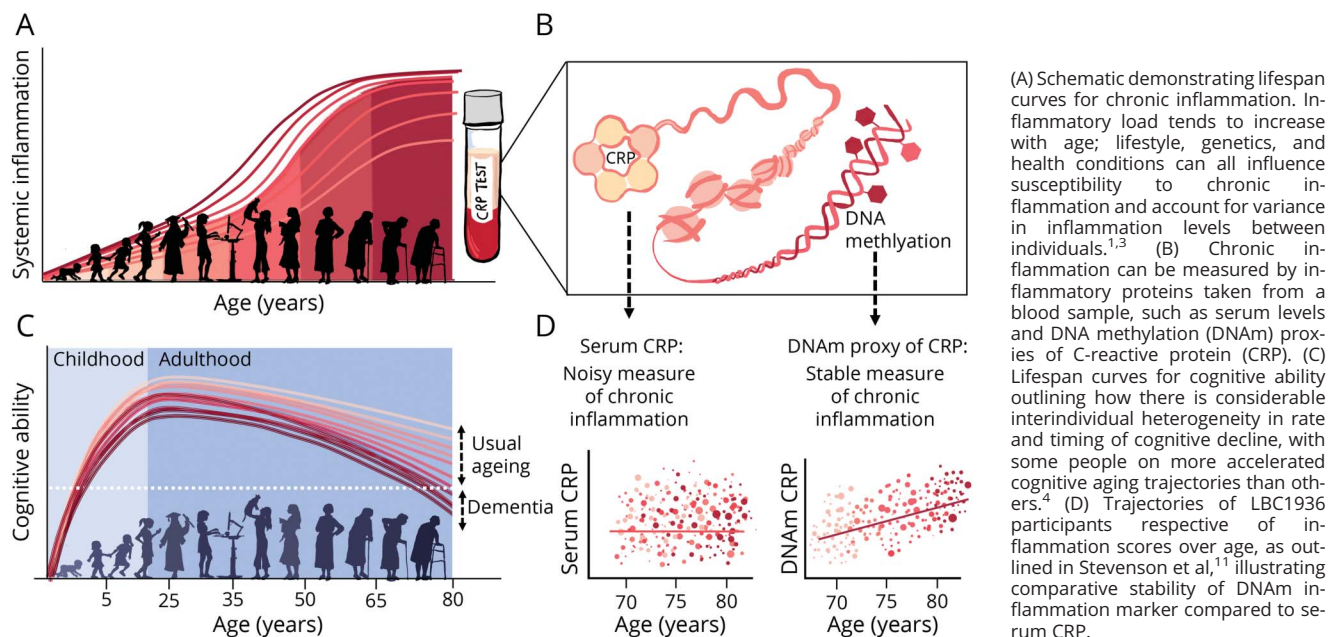 A
Systemic inflammation
Age (years)
CRP TEST
B
CRP
DNA
methlyation
C
Cognitive ability
Childhood
Adulthood
Usual
ageing
Dementia
5 25 35 50 65 80
Age (years)
D
Serum CRP:
Noisy measure
of chronic
inflammation
Serum CRP
70 75 80
Age (years)
DNAm proxy of CRP:
Stable measure
of chronic
inflammation
DNAm CRP
70 75 80
Age (years)
(A) Schematic demonstrating lifespan
curves for chronic inflammation. In-
flammatory load tends to increase
with age; lifestyle, genetics, and
health conditions can all influence
susceptibility to chronic in-
flammation and account for variance
in inflammation levels between
individuals.1,3 (B) Chronic in-
flammation can be measured by in-
flammatory proteins taken from a
blood sample, such as serum levels
and DNA methylation (DNAm) prox-
ies of C-reactive protein (CRP). (C)
Lifespan curves for cognitive ability
outlining how there is considerable
interindividual heterogeneity in rate
and timing of cognitive decline, with
some people on more accelerated
cognitive aging trajectories than oth-
ers.4 (D) Trajectories of LBC1936
participants respective of in-
flammation scores over age, as out-
lined in Stevenson et al,11 illustrating
comparative stability of DNAm in-
flammation marker compared to se-
rum CRP.